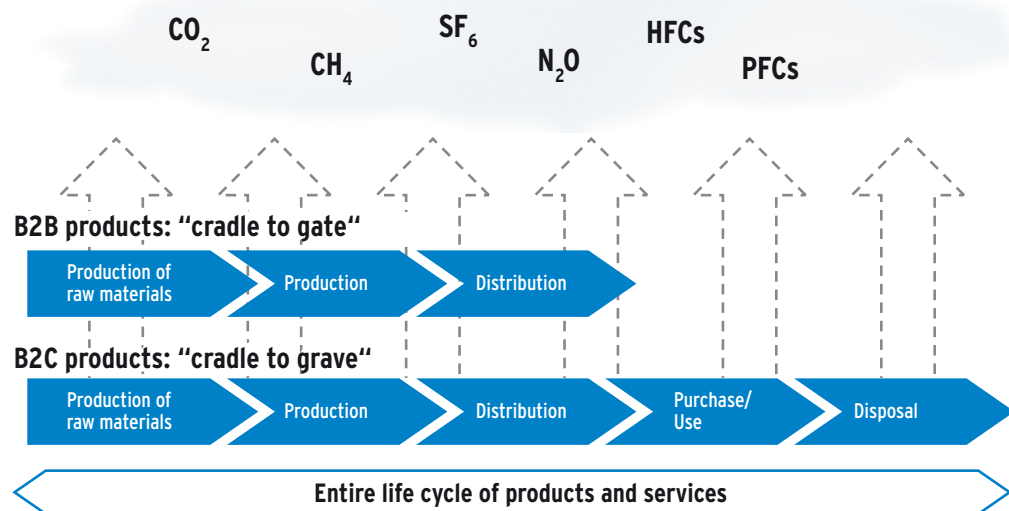 CO₂
CH₄
SF₆
N₂O
HFCs
PFCs
B2B products: “cradle to gate“
Production of
raw materials
Production
Distribution
B2C products: “cradle to grave“
Production of
raw materials
Production
Distribution
Purchase/
Use
Disposal
Entire life cycle of products and services